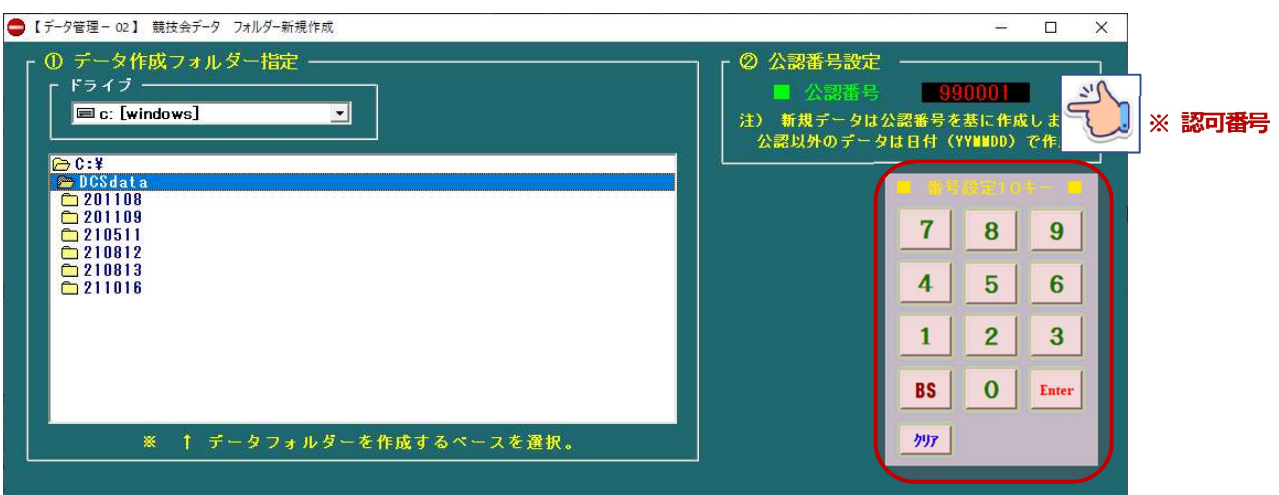 【データ管理－02】 競技会データ フォルダー新規作成
① データ作成フォルダー指定
ドライブ
c: [windows]
C:¥
DCSdata
201108
201109
210511
210812
210813
211016
※ ↑ データフォルダーを作成するベースを選択。
② 公認番号設定
■ 公認番号 990001
注） 新規データは公認番号を基に作成しま
公認以外のデータは日付（YYMMDD）で作
※ 認可番号
■ 番号設定10キー ■
7 8 9
4 5 6
1 2 3
BS 0 Enter
クリア